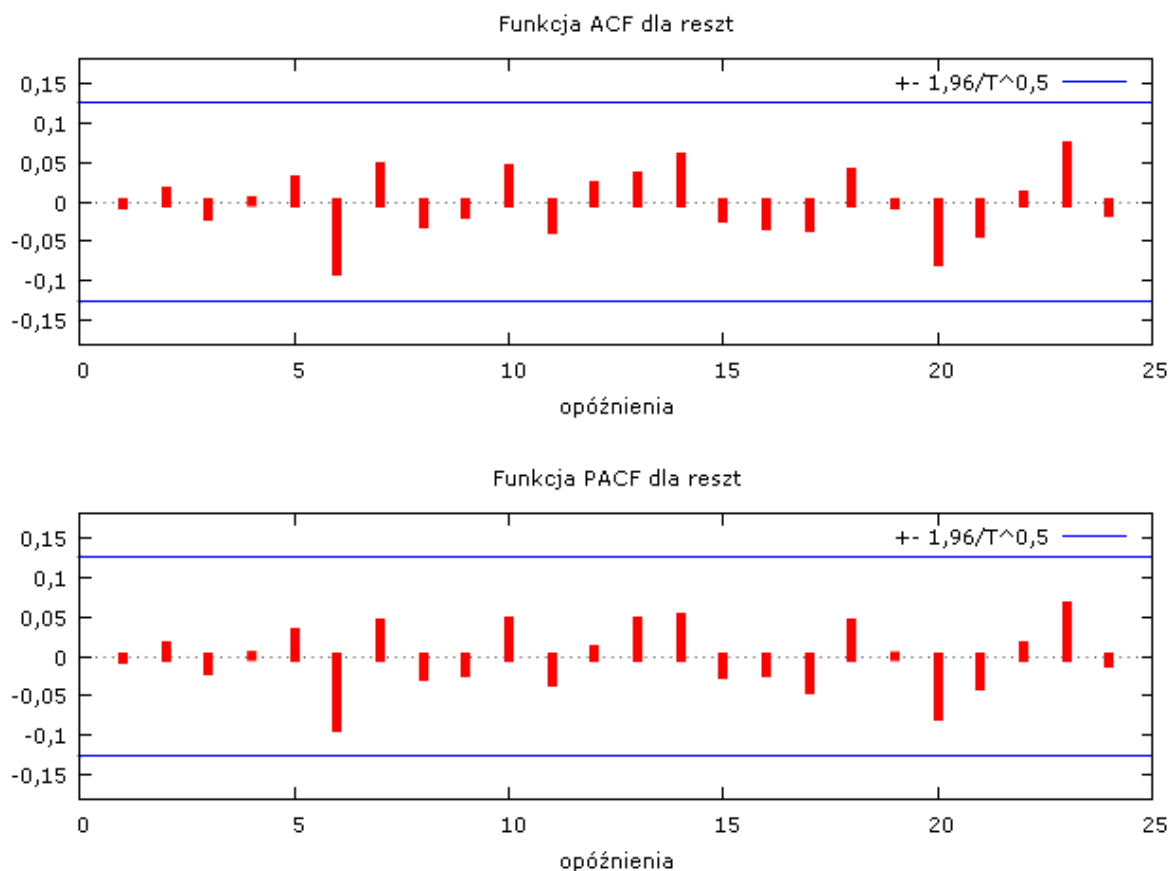 Funkcja ACF dla reszt
+- 1,96/T^0,5
0,15
0,1
0,05
0
-0,05
-0,1
-0,15
0 5 10 15 20 25
opóźnienia
Funkcja PACF dla reszt
+- 1,96/T^0,5
0,15
0,1
0,05
0
-0,05
-0,1
-0,15
0 5 10 15 20 25
opóźnienia